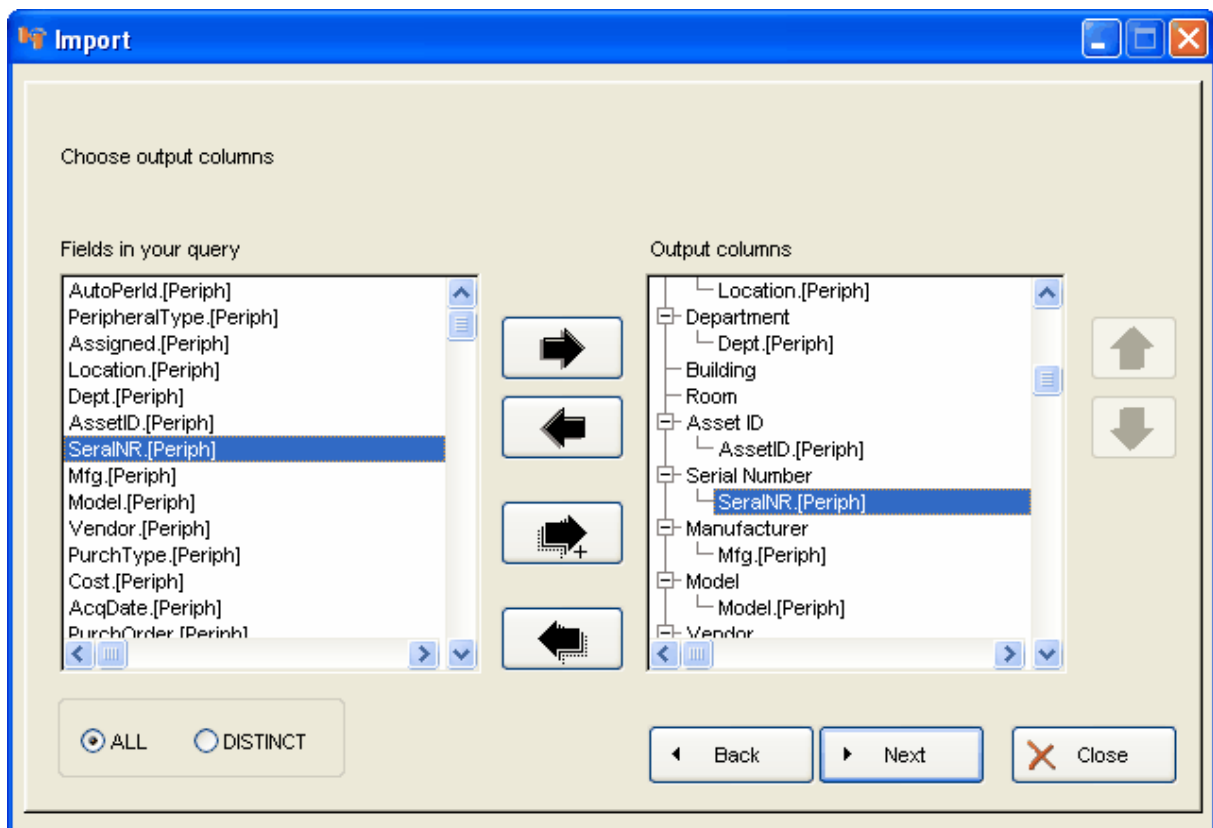 Import
Choose output columns
Fields in your query
AutoPerId.[Periph]
PeripheralType.[Periph]
Assigned.[Periph]
Location.[Periph]
Dept.[Periph]
AssetID.[Periph]
SeralNR.[Periph]
Mfg.[Periph]
Model.[Periph]
Vendor.[Periph]
PurchType.[Periph]
Cost.[Periph]
AcqDate.[Periph]
PurchOrder.[Periph]
Output columns
Location.[Periph]
Department
Dept.[Periph]
Building
Room
Asset ID
AssetID.[Periph]
Serial Number
SeralNR.[Periph]
Manufacturer
Mfg.[Periph]
Model
Model.[Periph]
Vendor
ALL DISTINCT
Back Next Close